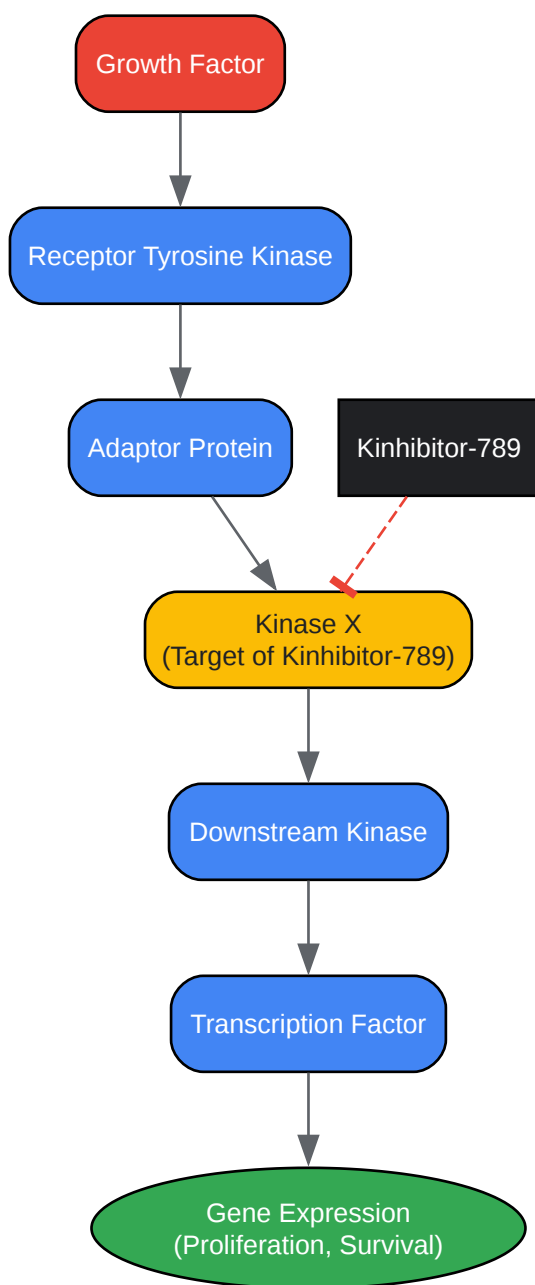 Growth Factor
Receptor Tyrosine Kinase
Adaptor Protein
Kinhibitor-789
Kinase X
(Target of Kinhibitor-789)
Downstream Kinase
Transcription Factor
Gene Expression
(Proliferation, Survival)